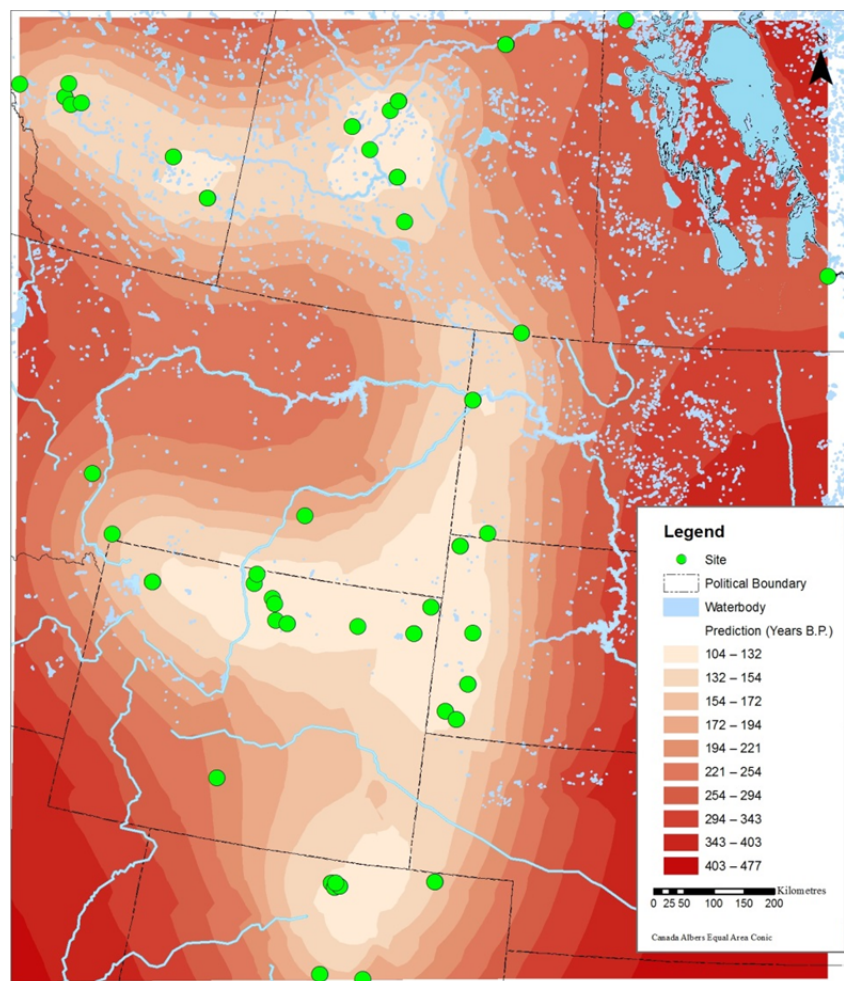 Legend
Site
Political Boundary
Waterbody
Prediction (Years B.P.)
104 – 132
132 – 154
154 – 172
172 – 194
194 – 221
221 – 254
254 – 294
294 – 343
343 – 403
403 – 477
Kilometres
0 25 50 100 150 200
Canada Albers Equal Area Conic